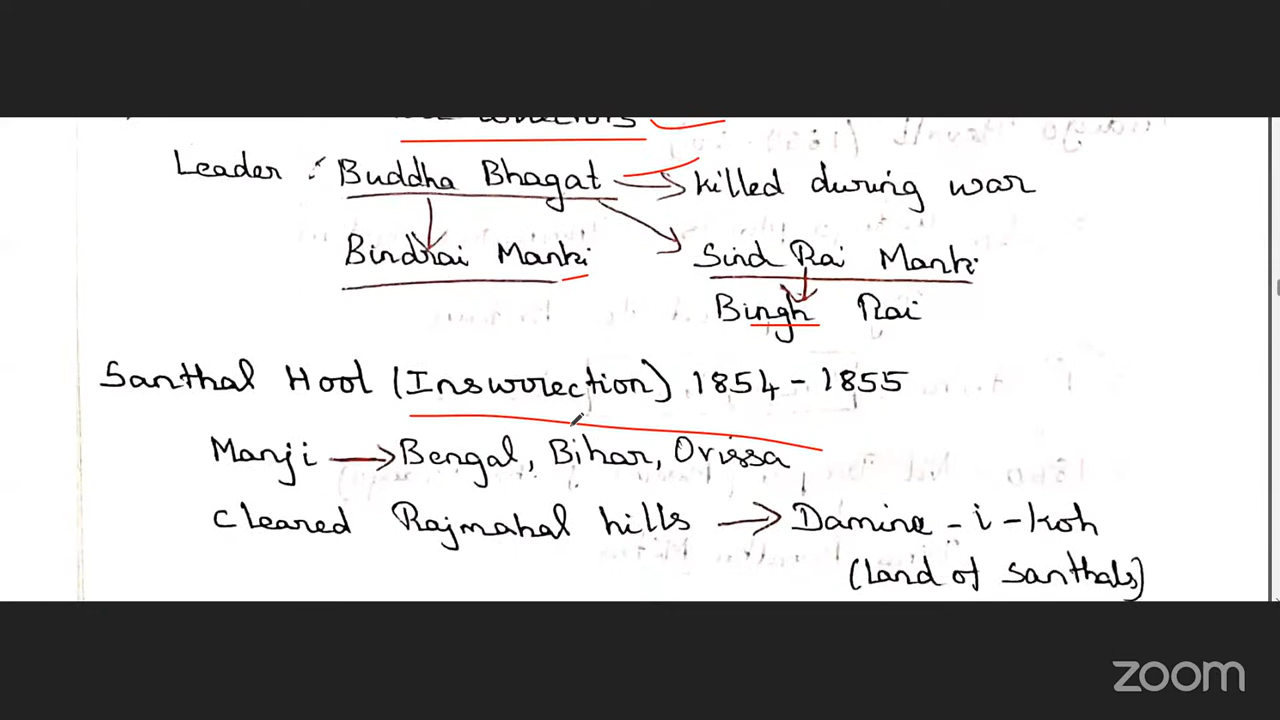 Leader : Buddha Bhagat → killed during war
Bindrai Manki
Sind Rai Manki
Bingh Rai
Santhal Hool (Insurrection) 1854 - 1855
Manji → Bengal, Bihar, Orissa
cleared Rajmahal hills → Damine - i - koh
(Land of Santhals)
zoom